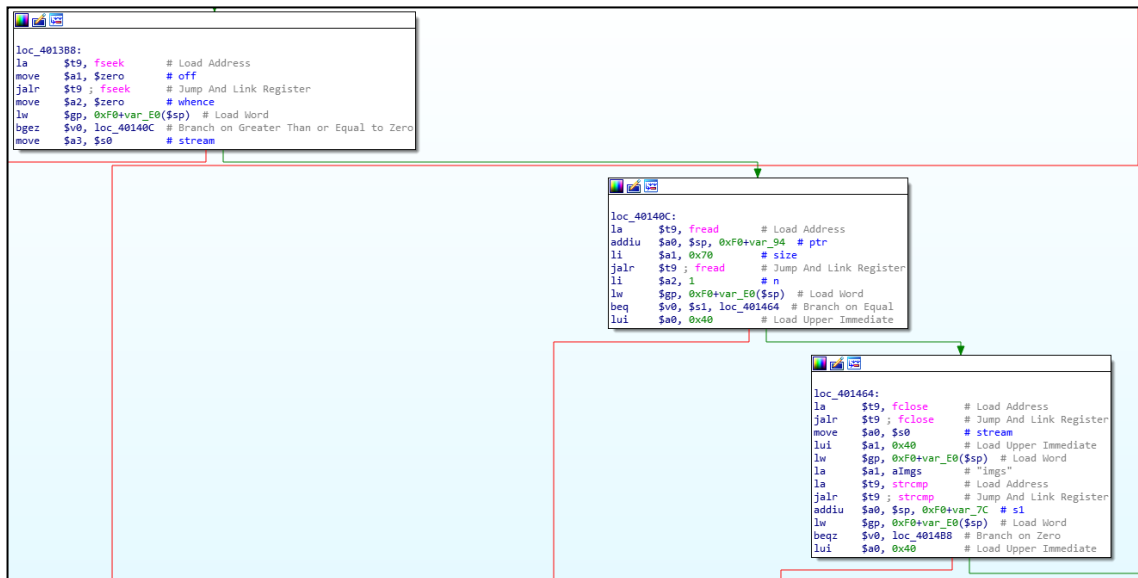 loc_4013B8:
la $t9, fseek # Load Address
move $a1, $zero # off
jalr $t9 ; fseek # Jump And Link Register
move $a2, $zero # whence
lw $gp, 0xF0+var_E0($sp) # Load Word
bgez $v0, loc_40140C # Branch on Greater Than or Equal to Zero
move $a3, $s0 # stream
loc_40140C:
la $t9, fread # Load Address
addiu $a0, $sp, 0xF0+var_94 # ptr
li $a1, 0x70 # size
jalr $t9 ; fread # Jump And Link Register
li $a2, 1 # n
lw $gp, 0xF0+var_E0($sp) # Load Word
beq $v0, $s1, loc_401464 # Branch on Equal
lui $a0, 0x40 # Load Upper Immediate
loc_401464:
la $t9, fclose # Load Address
jalr $t9 ; fclose # Jump And Link Register
move $a0, $s0 # stream
lui $a1, 0x40 # Load Upper Immediate
lw $gp, 0xF0+var_E0($sp) # Load Word
la $a1, aImgs # "imgs"
la $t9, strcmp # Load Address
jalr $t9 ; strcmp # Jump And Link Register
addiu $a0, $sp, 0xF0+var_7C # s1
lw $gp, 0xF0+var_E0($sp) # Load Word
beqz $v0, loc_4014B8 # Branch on Zero
lui $a0, 0x40 # Load Upper Immediate